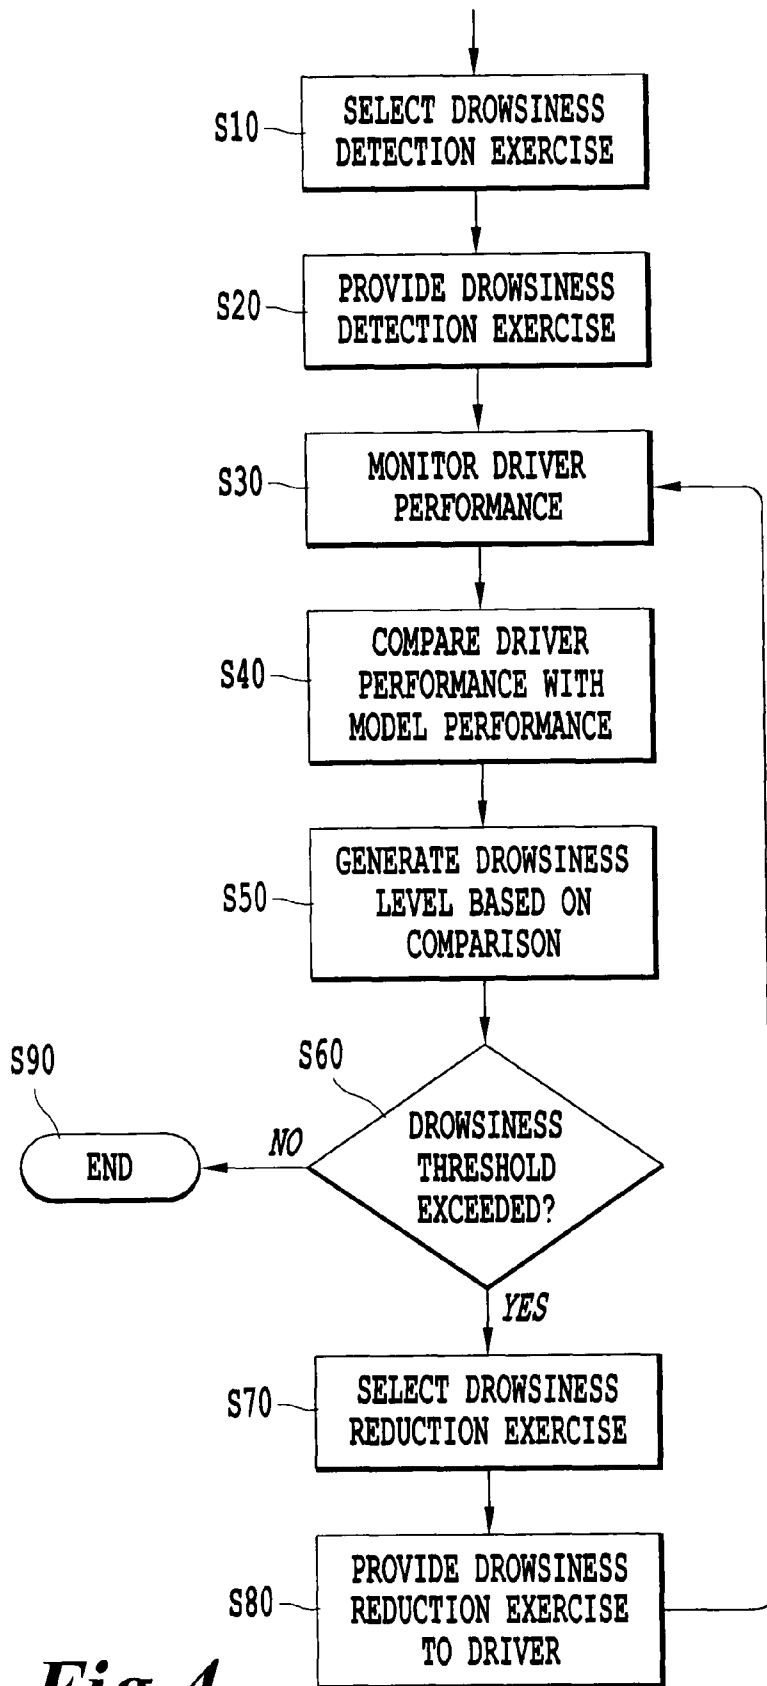 S10
SELECT DROWSINESS
DETECTION EXERCISE
S20
PROVIDE DROWSINESS
DETECTION EXERCISE
S30
MONITOR DRIVER
PERFORMANCE
S40
COMPARE DRIVER
PERFORMANCE WITH
MODEL PERFORMANCE
S50
GENERATE DROWSINESS
LEVEL BASED ON
COMPARISON
S60
DROWSINESS
THRESHOLD
EXCEEDED?
NO
S90
END
YES
S70
SELECT DROWSINESS
REDUCTION EXERCISE
S80
PROVIDE DROWSINESS
REDUCTION EXERCISE
TO DRIVER
Fig. 4